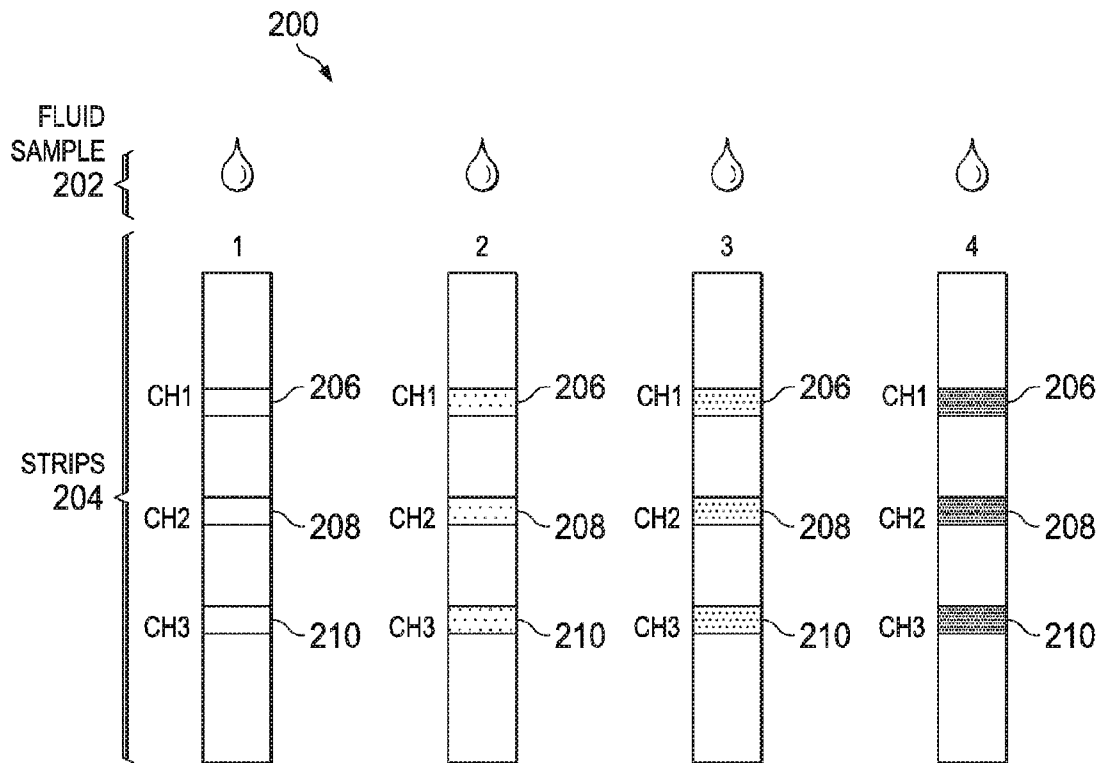 200
FLUID
SAMPLE
202
1 2 3 4
CH1 206 CH1 206 CH1 206 CH1 206
STRIPS
204
CH2 208 CH2 208 CH2 208 CH2 208
CH3 210 CH3 210 CH3 210 CH3 210